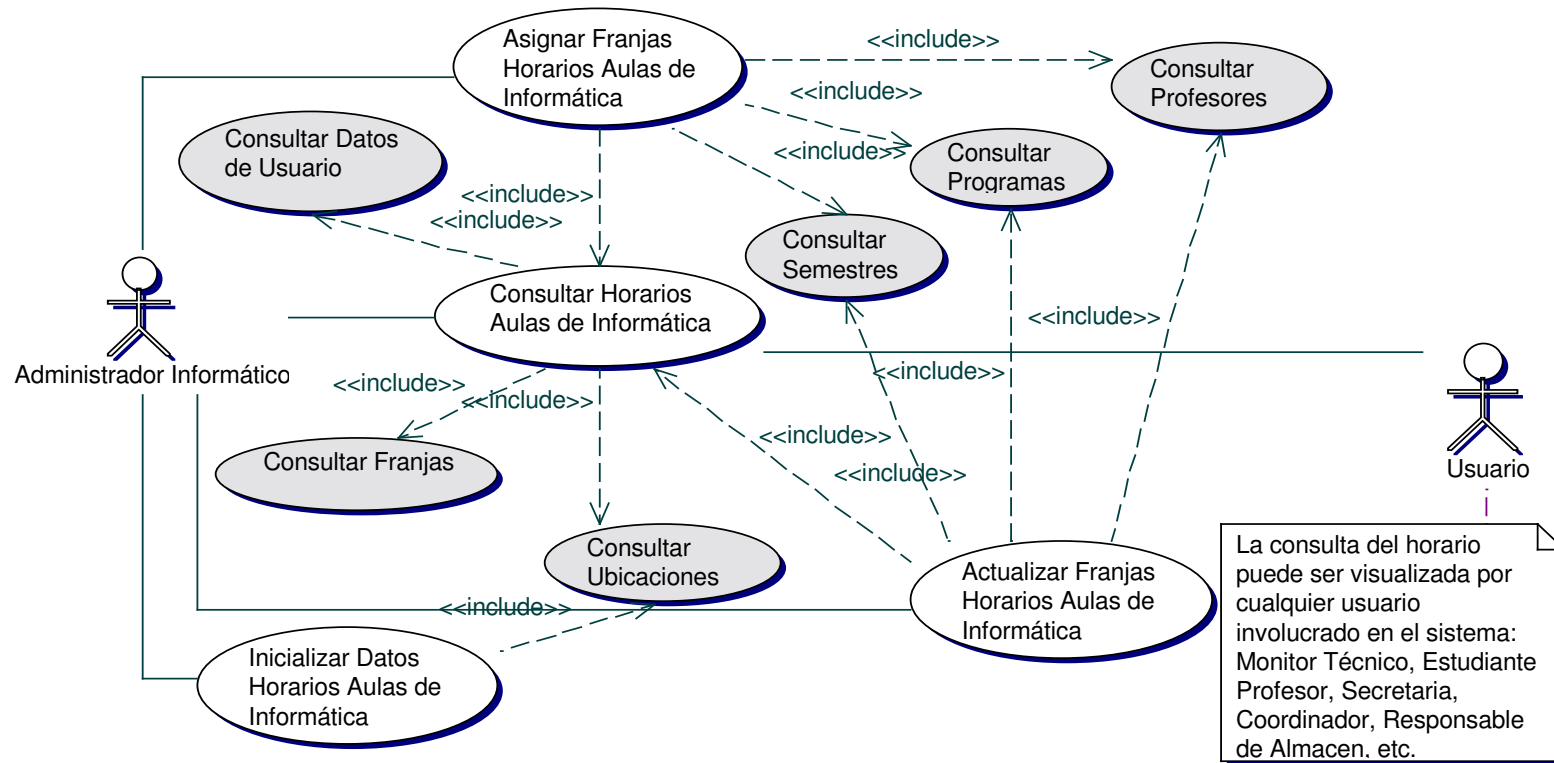 Asignar Franjas
Horarios Aulas de
Informática
<<include>>
Consultar
Profesores
<<include>>
Consultar Datos
de Usuario
<<include>>
Consultar
Programas
<<include>>
<<include>>
Consultar
Semestres
Consultar Horarios
Aulas de Informática
<<include>>
Administrador Informático
<<include>>
<<include>>
<<include>>
<<include>>
Consultar Franjas
<<include>>
Usuario
Consultar
Ubicaciones
Actualizar Franjas
Horarios Aulas de
Informática
<<include>>
Inicializar Datos
Horarios Aulas de
Informática
La consulta del horario
puede ser visualizada por
cualquier usuario
involucrado en el sistema:
Monitor Técnico, Estudiante
Profesor, Secretaria,
Coordinador, Responsable
de Almacen, etc.